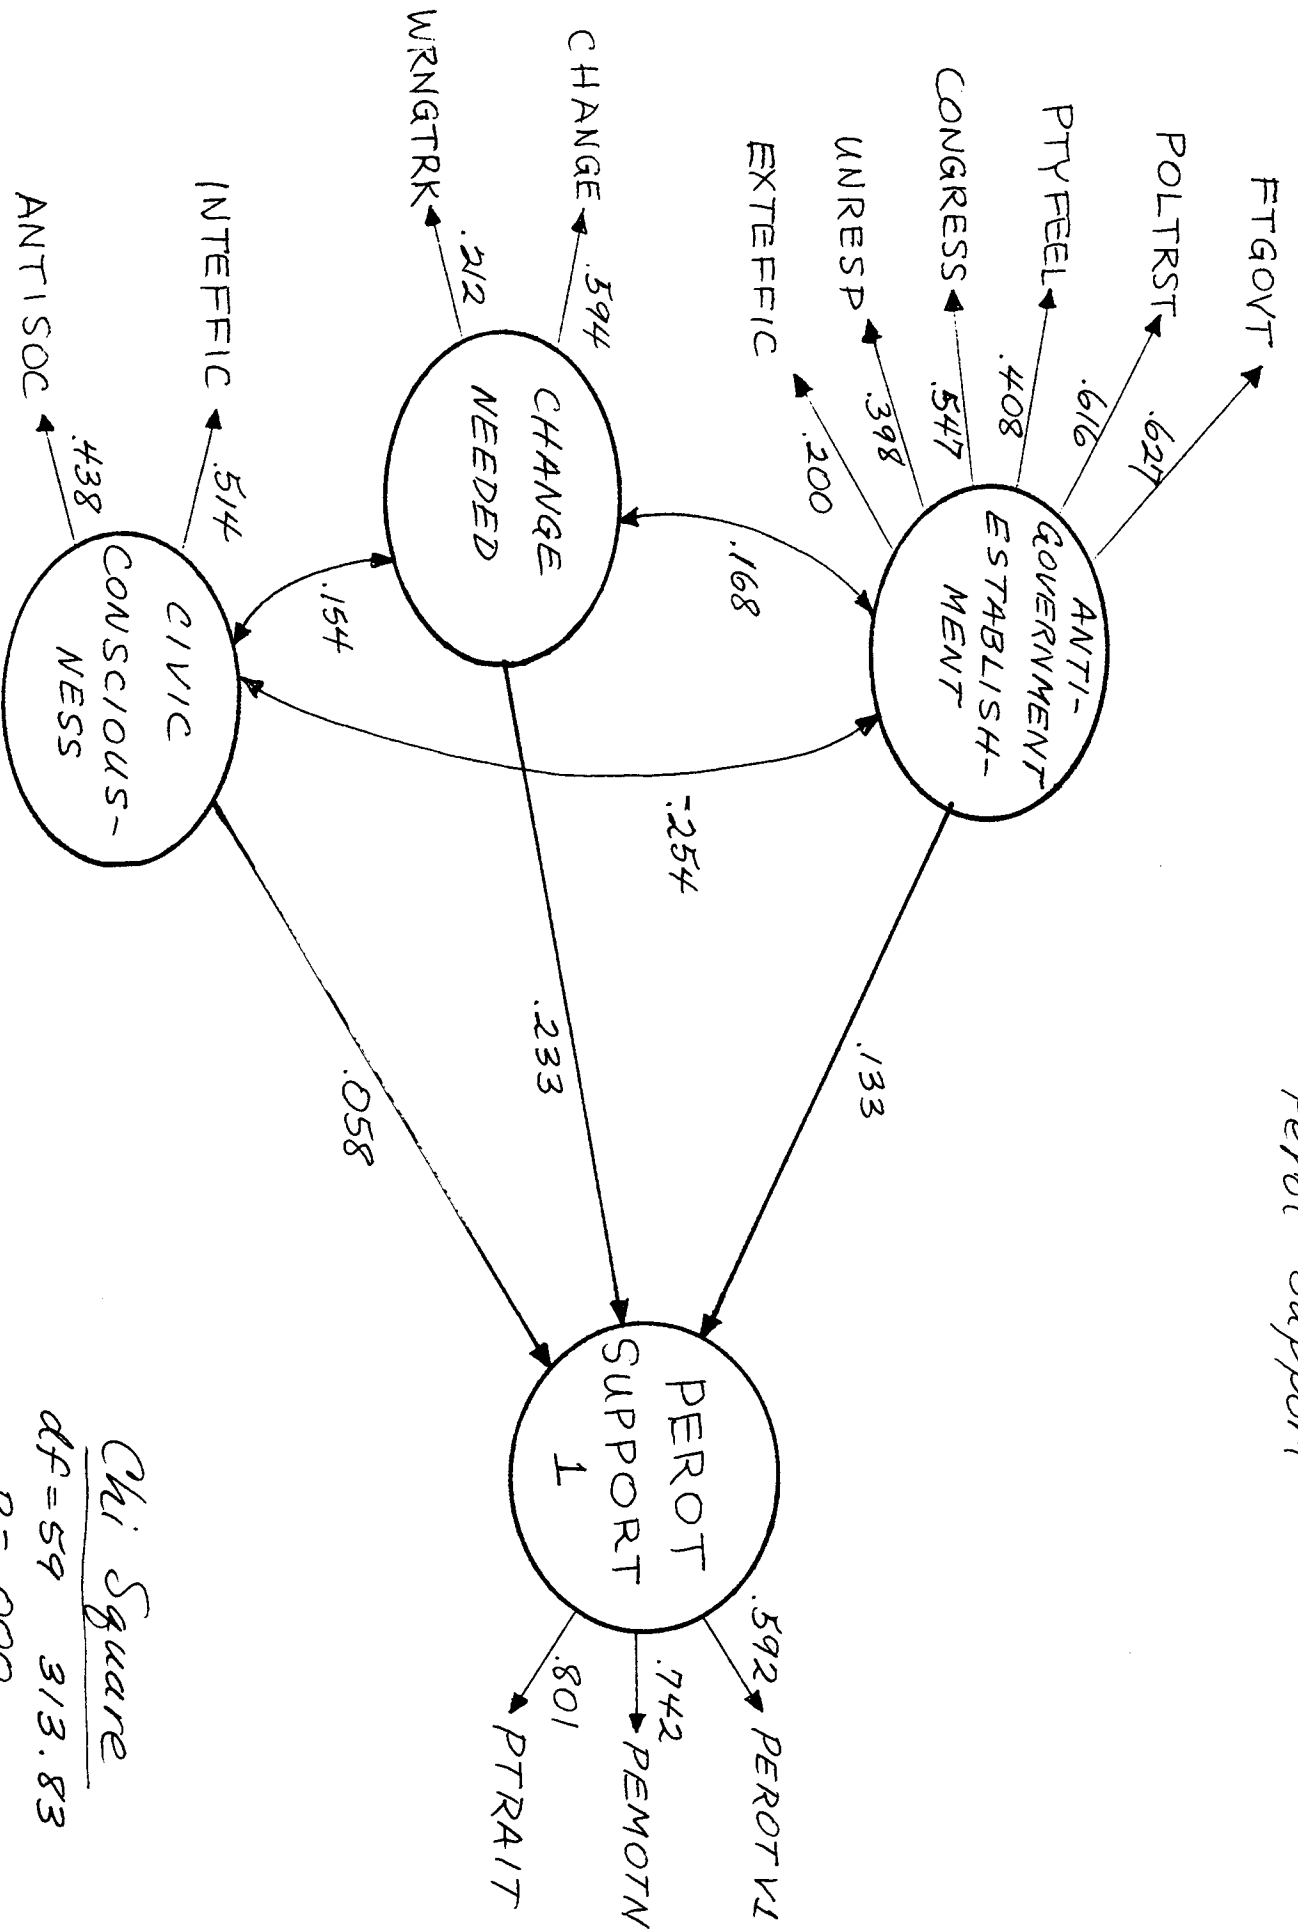 Perot Support
FTGOVT
POLTRST
PTYFEEL
CONGRESS
UNRESP
EXTEFFIC
.627
.616
.408
.547
.398
.200
ANTI-
GOVERNMENT
ESTABLISH-
MENT
CHANGE
WRNGTRK
.594
.212
CHANGE
NEEDED
INTEFFIC
ANTISOC
.514
.438
CIVIC
CONSCIOUS-
NESS
.168
.154
-.254
.133
.233
.058
PEROT
SUPPORT
1
.592
.742
.801
PEROTV1
PEMOTN
PTRAIT
Chi Square
df=59 313.83